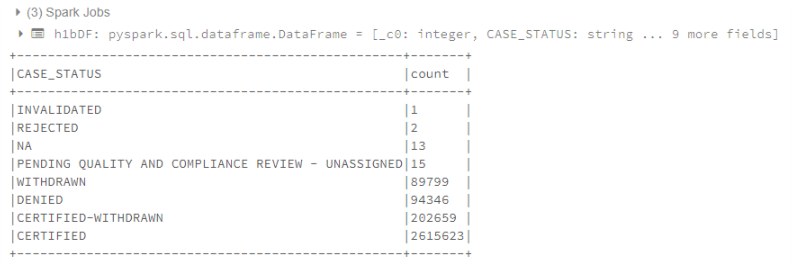 (3) Spark Jobs
h1bDF: pyspark.sql.dataframe.DataFrame = [_c0: integer, CASE_STATUS: string ... 9 more fields]
+--------------------------------------------------+-------+
|CASE_STATUS                                       |count  |
+--------------------------------------------------+-------+
|INVALIDATED                                       |1      |
|REJECTED                                          |2      |
|NA                                                |13     |
|PENDING QUALITY AND COMPLIANCE REVIEW - UNASSIGNED|15     |
|WITHDRAWN                                         |89799  |
|DENIED                                            |94346  |
|CERTIFIED-WITHDRAWN                               |202659 |
|CERTIFIED                                         |2615623|
+--------------------------------------------------+-------+